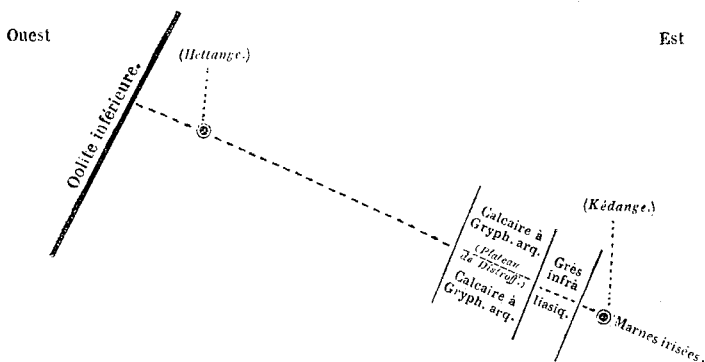 Ouest
Est
(Hettange.)
Oolite inférieure.
(Kédange.)
Calcaire à
Gryph. arq.
(Plateau
de Distroff.)
Calcaire à
Gryph. arq.
Grès
infrà
liasiq.
Marnes irisées.